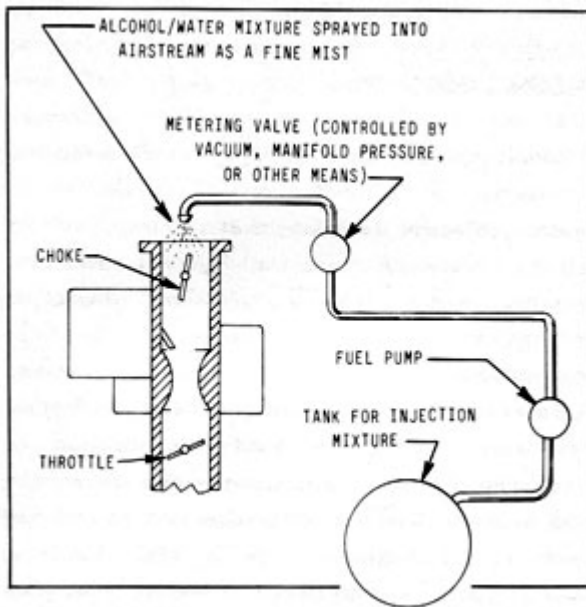 ALCOHOL/WATER MIXTURE SPRAYED INTO
AIRSTREAM AS A FINE MIST
METERING VALVE (CONTROLLED BY
VACUUM, MANIFOLD PRESSURE,
OR OTHER MEANS)
CHOKE
FUEL PUMP
TANK FOR INJECTION
MIXTURE
THROTTLE